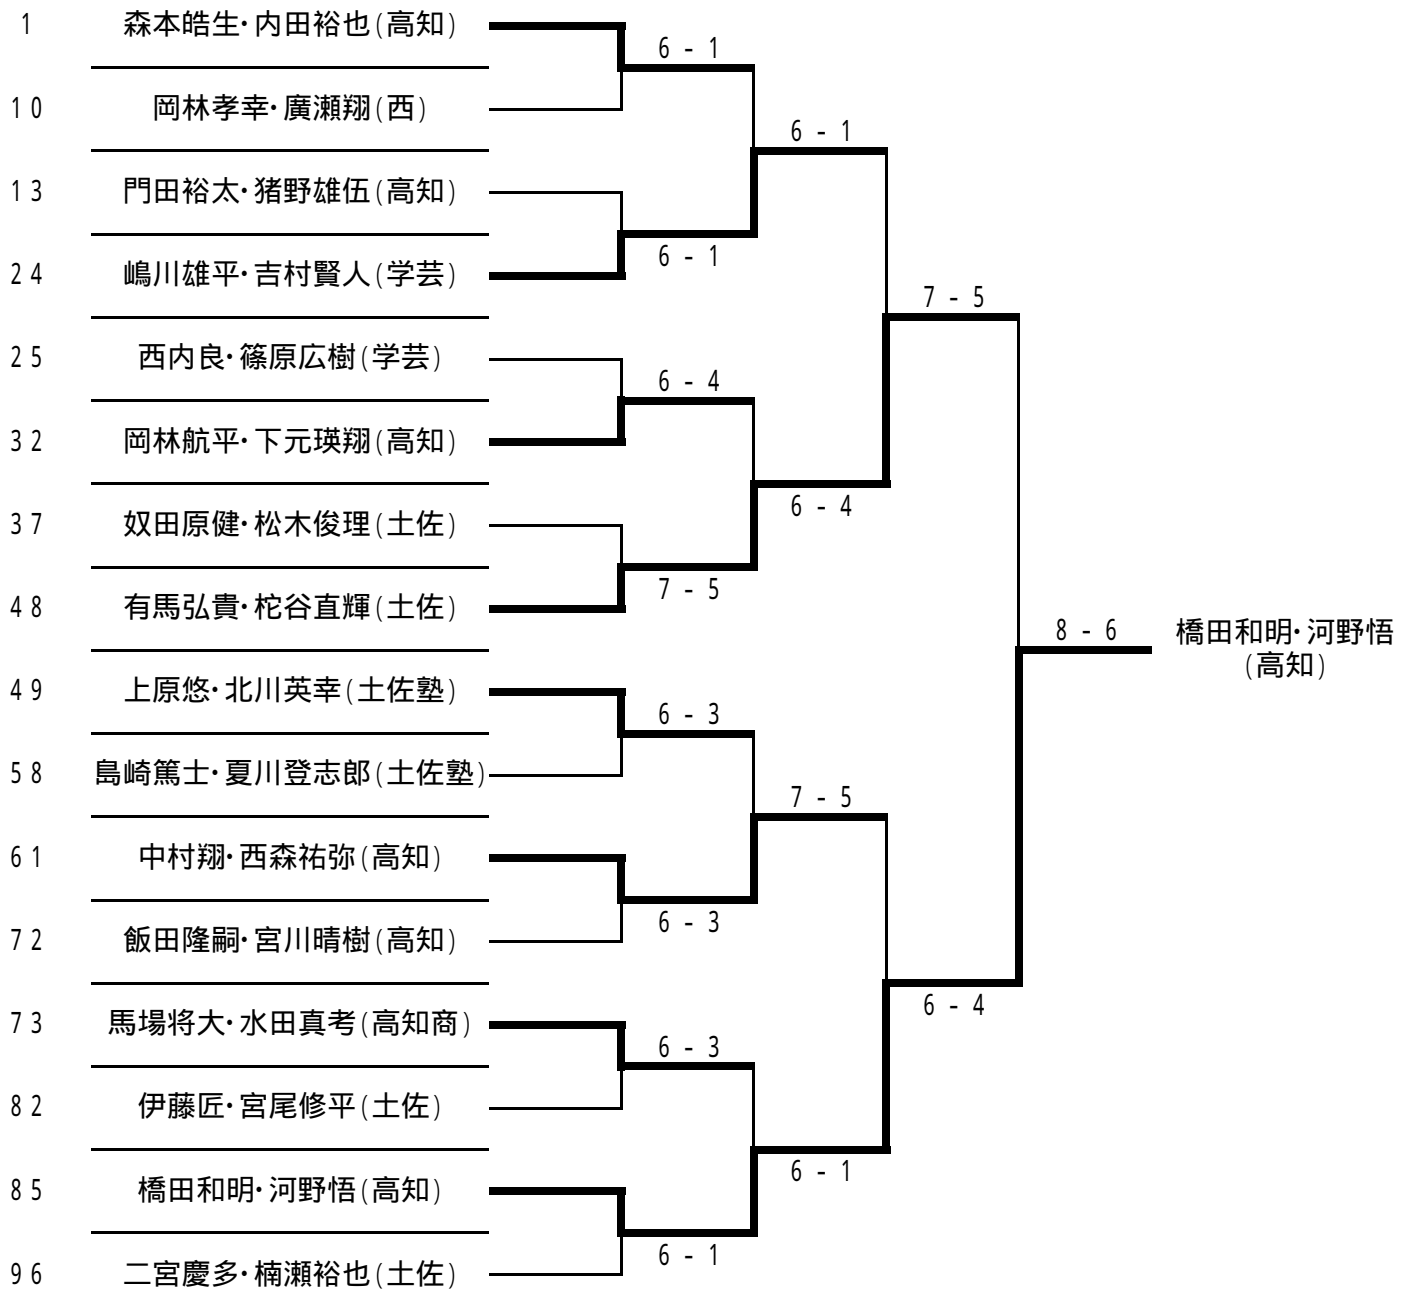 1 森本皓生・内田裕也(高知)
6 - 1
10 岡林孝幸・廣瀬翔(西)
6 - 1
13 門田裕太・猪野雄伍(高知)
6 - 1
24 嶋川雄平・吉村賢人(学芸)
7 - 5
25 西内良・篠原広樹(学芸)
6 - 4
32 岡林航平・下元瑛翔(高知)
6 - 4
37 奴田原健・松木俊理(土佐)
7 - 5
48 有馬弘貴・柁谷直輝(土佐)
8 - 6
橋田和明・河野悟
(高知)
49 上原悠・北川英幸(土佐塾)
6 - 3
58 島崎篤士・夏川登志郎(土佐塾)
7 - 5
61 中村翔・西森祐弥(高知)
6 - 3
72 飯田隆嗣・宮川晴樹(高知)
6 - 4
73 馬場将大・水田真考(高知商)
6 - 3
82 伊藤匠・宮尾修平(土佐)
6 - 1
85 橋田和明・河野悟(高知)
6 - 1
96 二宮慶多・楠瀬裕也(土佐)